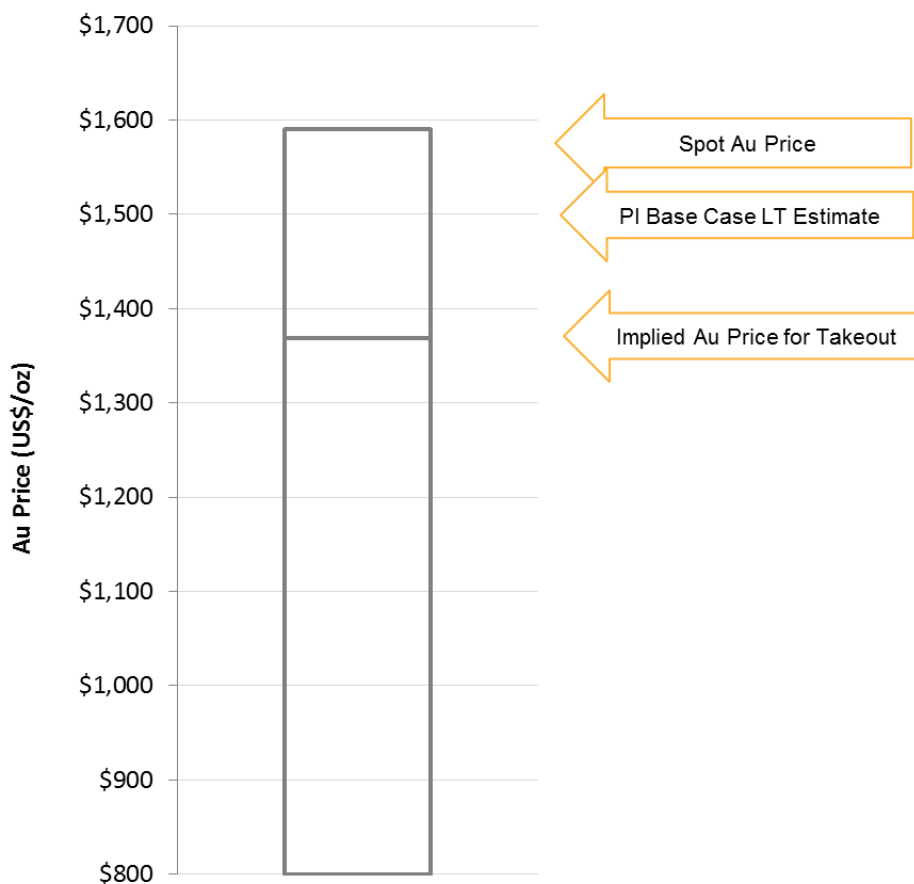 $1,700
$1,600
$1,500
$1,400
$1,300
$1,200
$1,100
$1,000
$900
$800
Au Price (US$/oz)
Spot Au Price
PI Base Case LT Estimate
Implied Au Price for Takeout